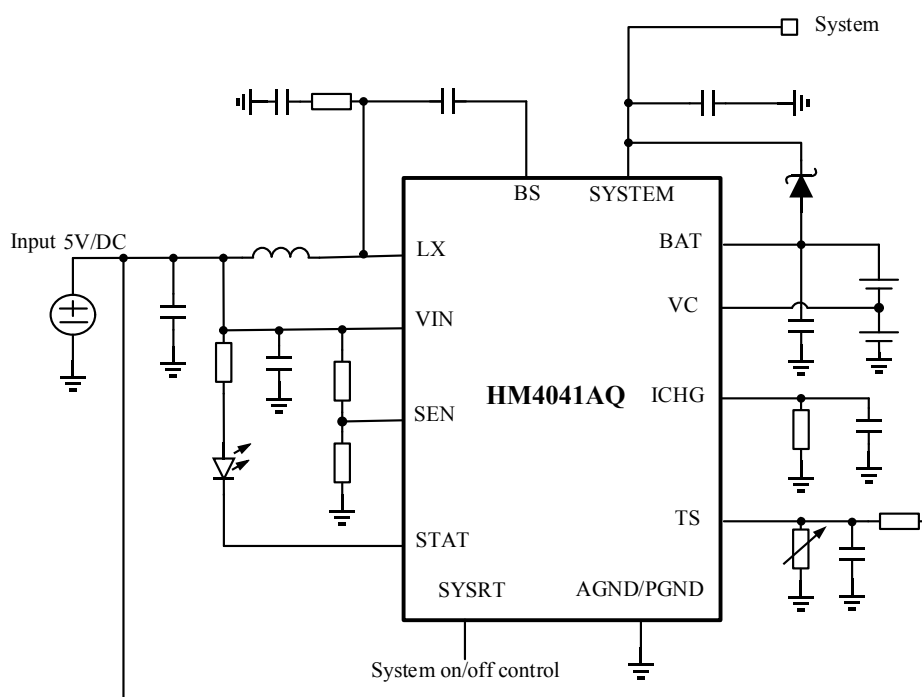 System
BS
SYSTEM
Input 5V/DC
LX
BAT
VIN
VC
HM4041AQ
ICHG
SEN
STAT
TS
SYSRT
AGND/PGND
System on/off control